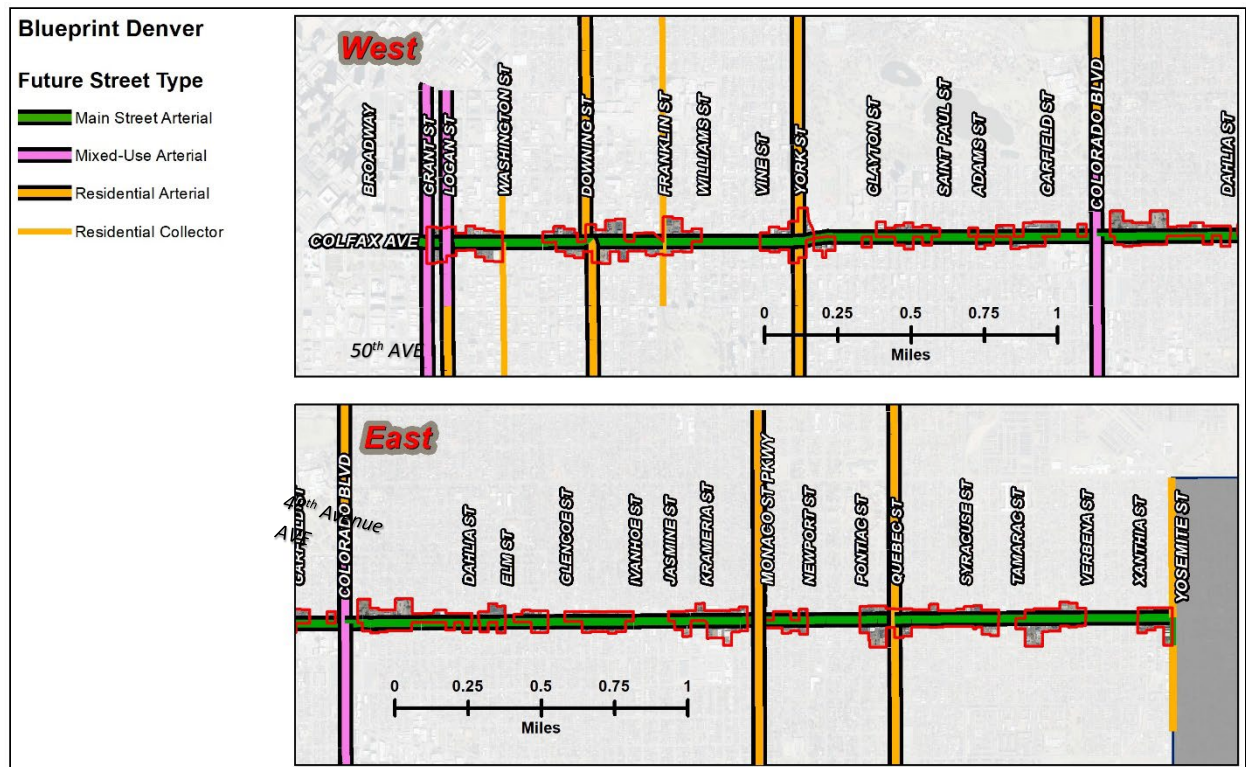 Blueprint Denver
Future Street Type
Main Street Arterial
Mixed-Use Arterial
Residential Arterial
Residential Collector
West
BROADWAY
GRANT ST
LOGAN ST
WASHINGTON ST
DOWNING ST
FRANKLIN ST
WILLIAMS ST
VINE ST
YORK ST
CLAYTON ST
SAINT PAUL ST
ADAMS ST
GARFIELD ST
COLORADO BLVD
DAHLIA ST
COLFAX AVE
50th AVE
0 0.25 0.5 0.75 1
Miles
East
COLORADO BLVD
Avenue
AVE
DAHLIA ST
ELM ST
GLENCOE ST
IVANHOE ST
JASMINE ST
KRAMERIA ST
MONACO ST PKWY
NEWPORT ST
PONTIAC ST
QUEBEC ST
SYRACUSE ST
TAMARAC ST
VERBENA ST
XANTHIA ST
YOSEMITE ST
0 0.25 0.5 0.75 1
Miles